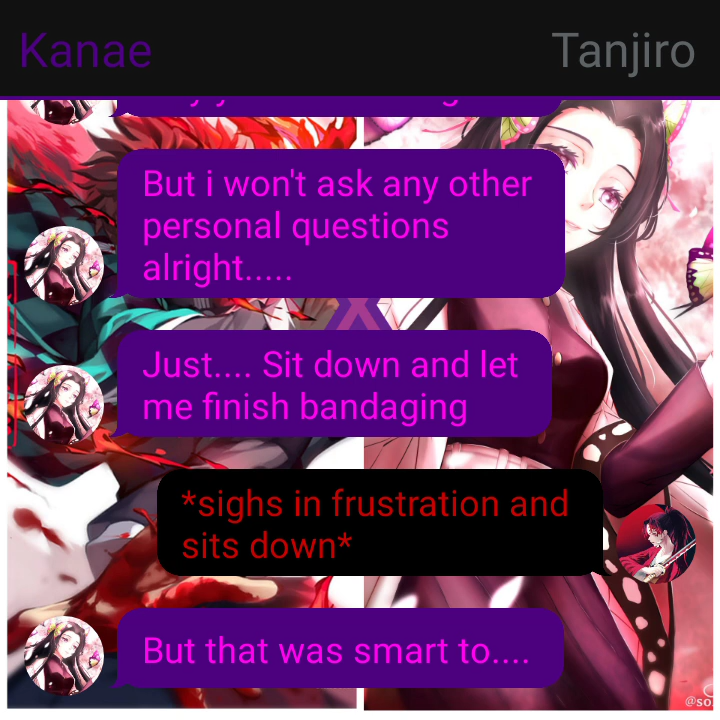 Kanae
Tanjiro
But i won't ask any other
personal questions
alright.....
Just.... Sit down and let
me finish bandaging
*sighs in frustration and
sits down*
But that was smart to....